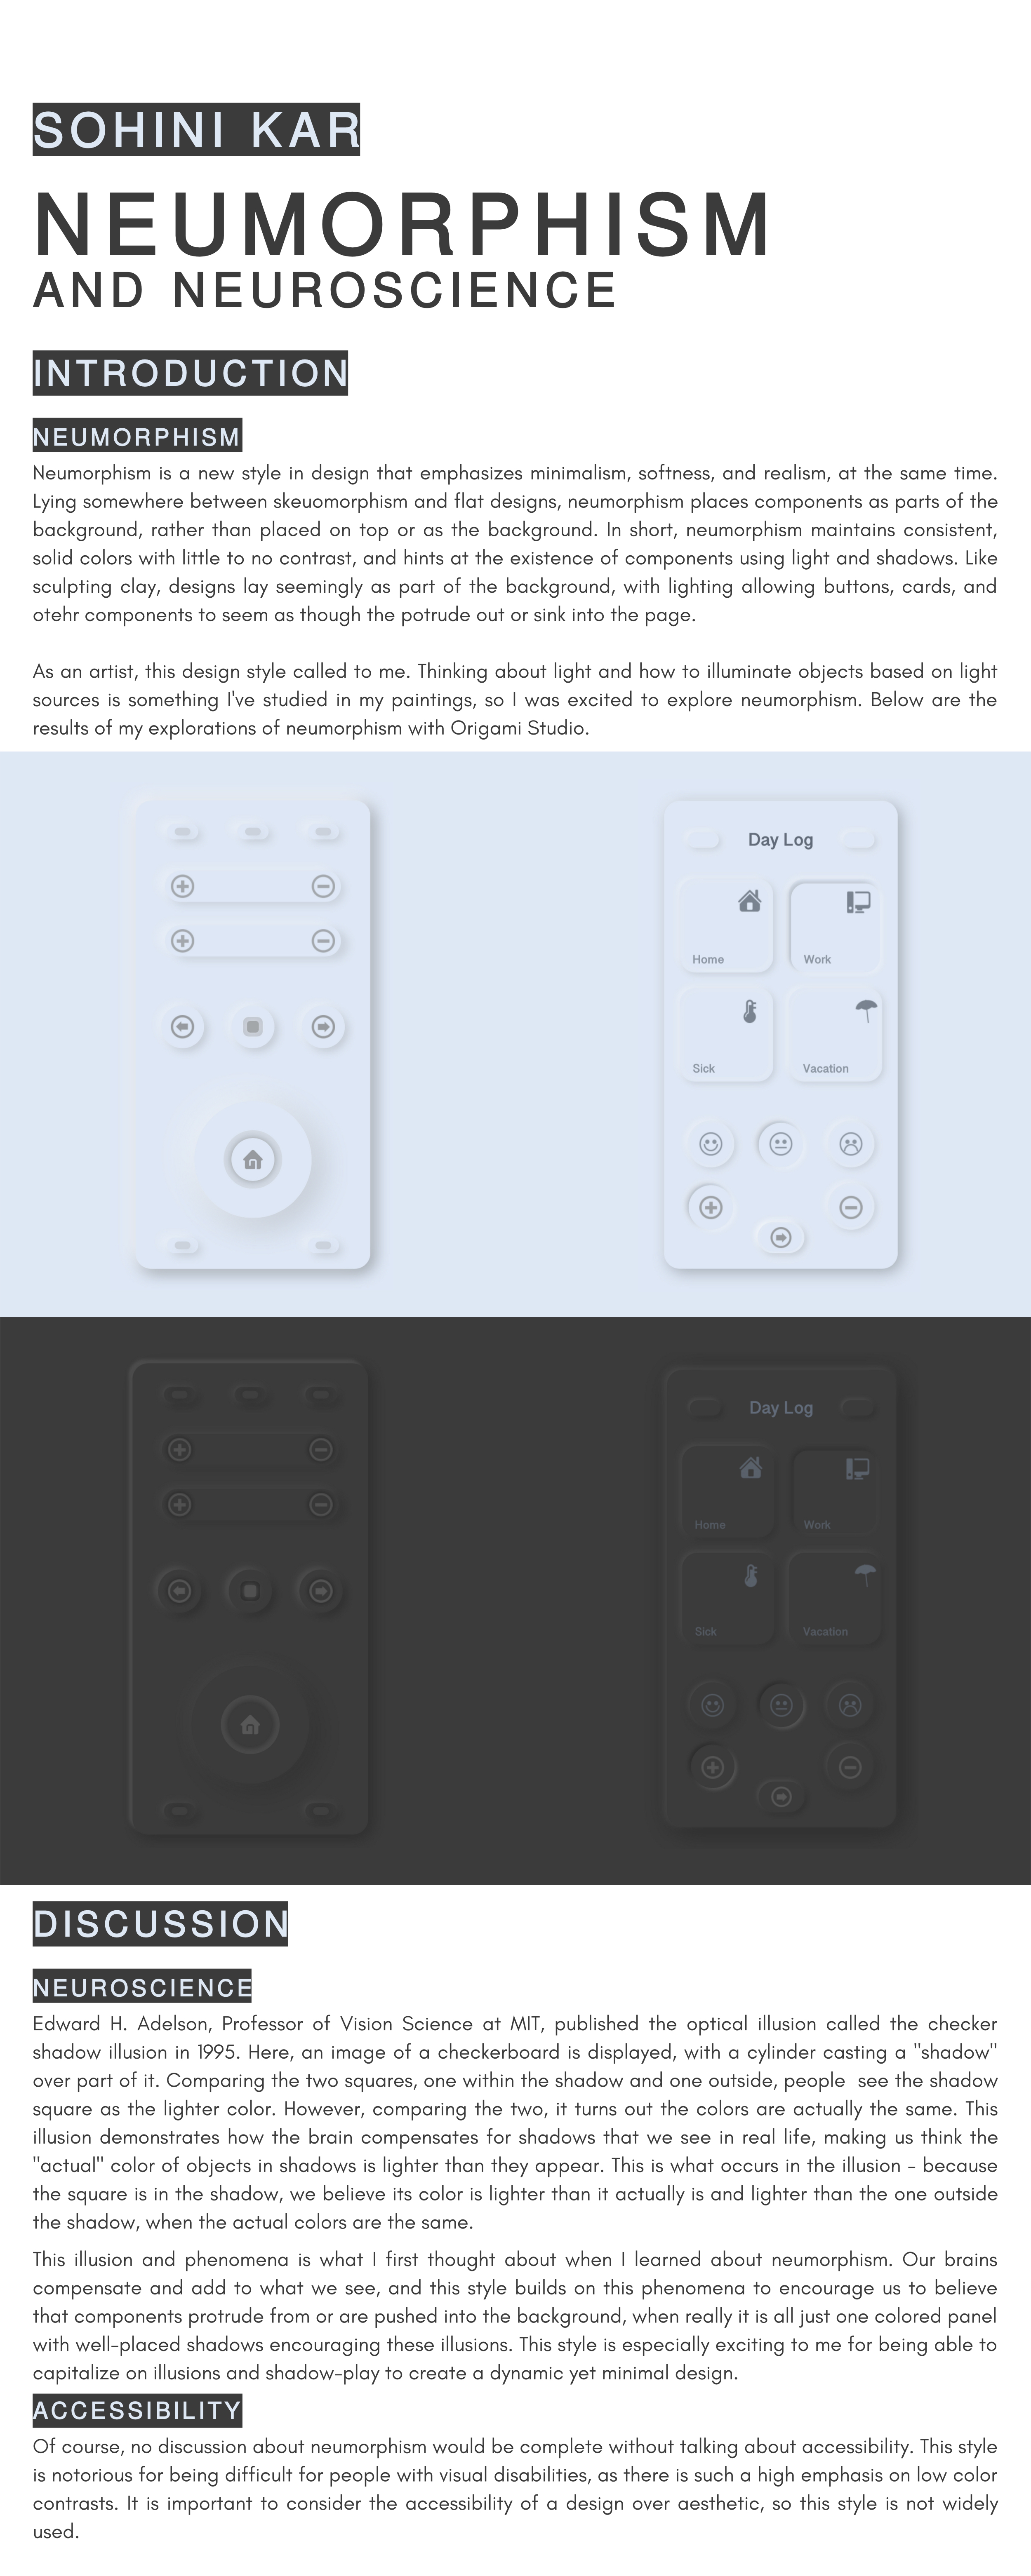 SOHINI KAR
NEUMORPHISM
AND NEUROSCIENCE
INTRODUCTION
NEUMORPHISM
Neumorphism is a new style in design that emphasizes minimalism, softness, and realism, at the same time.
Lying somewhere between skeuomorphism and flat designs, neumorphism places components as parts of the
background, rather than placed on top or as the background. In short, neumorphism maintains consistent,
solid colors with little to no contrast, and hints at the existence of components using light and shadows. Like
sculpting clay, designs lay seemingly as part of the background, with lighting allowing buttons, cards, and
otehr components to seem as though the potrude out or sink into the page.
As an artist, this design style called to me. Thinking about light and how to illuminate objects based on light
sources is something I've studied in my paintings, so I was excited to explore neumorphism. Below are the
results of my explorations of neumorphism with Origami Studio.
Day Log
Home
Work
Sick
Vacation
Day Log
Home
Work
Sick
Vacation
DISCUSSION
NEUROSCIENCE
Edward H. Adelson, Professor of Vision Science at MIT, published the optical illusion called the checker
shadow illusion in 1995. Here, an image of a checkerboard is displayed, with a cylinder casting a "shadow"
over part of it. Comparing the two squares, one within the shadow and one outside, people see the shadow
square as the lighter color. However, comparing the two, it turns out the colors are actually the same. This
illusion demonstrates how the brain compensates for shadows that we see in real life, making us think the
"actual" color of objects in shadows is lighter than they appear. This is what occurs in the illusion - because
the square is in the shadow, we believe its color is lighter than it actually is and lighter than the one outside
the shadow, when the actual colors are the same.
This illusion and phenomena is what I first thought about when I learned about neumorphism. Our brains
compensate and add to what we see, and this style builds on this phenomena to encourage us to believe
that components protrude from or are pushed into the background, when really it is all just one colored panel
with well-placed shadows encouraging these illusions. This style is especially exciting to me for being able to
capitalize on illusions and shadow-play to create a dynamic yet minimal design.
ACCESSIBILITY
Of course, no discussion about neumorphism would be complete without talking about accessibility. This style
is notorious for being difficult for people with visual disabilities, as there is such a high emphasis on low color
contrasts. It is important to consider the accessibility of a design over aesthetic, so this style is not widely
used.